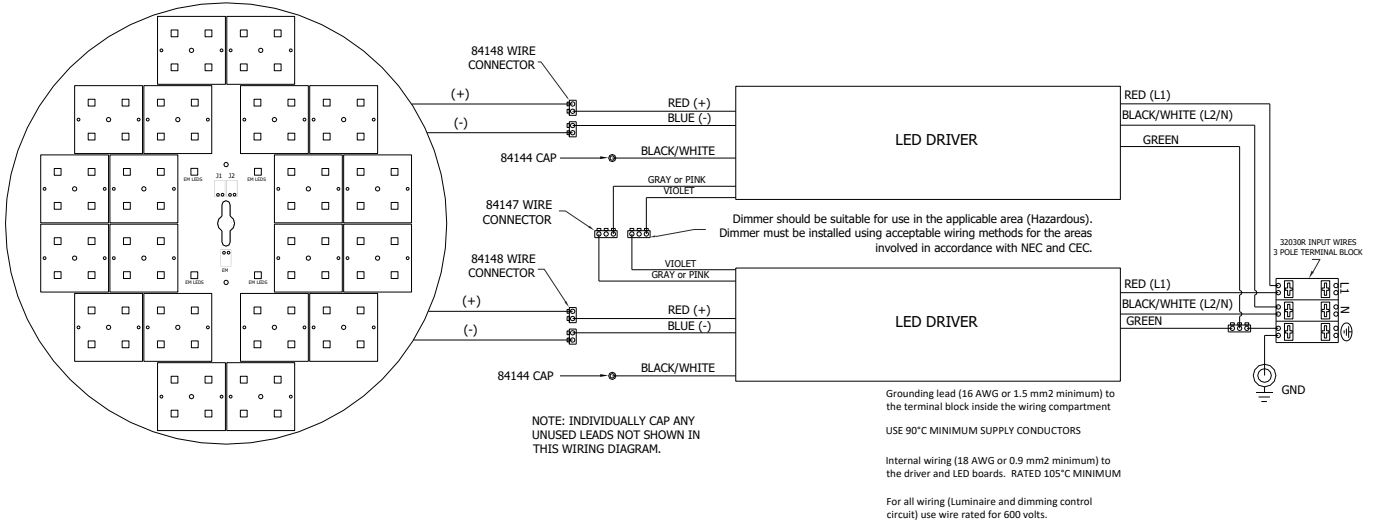 84148 WIRE
CONNECTOR
(+)
(-)
RED (+)
BLUE (-)
84144 CAP
BLACK/WHITE
GRAY or PINK
VIOLET
LED DRIVER
RED (L1)
BLACK/WHITE (L2/N)
GREEN
J1 J2
EM LEDS
EM LEDS
EM
EM LEDS
EM LEDS
84147 WIRE
CONNECTOR
Dimmer should be suitable for use in the applicable area (Hazardous).
Dimmer must be installed using acceptable wiring methods for the areas
involved in accordance with NEC and CEC.
84148 WIRE
CONNECTOR
VIOLET
GRAY or PINK
(+)
(-)
RED (+)
BLUE (-)
84144 CAP
BLACK/WHITE
LED DRIVER
RED (L1)
BLACK/WHITE (L2/N)
GREEN
32030R INPUT WIRES
3 POLE TERMINAL BLOCK
L1
N
GND
NOTE: INDIVIDUALLY CAP ANY
UNUSED LEADS NOT SHOWN IN
THIS WIRING DIAGRAM.
Grounding lead (16 AWG or 1.5 mm2 minimum) to
the terminal block inside the wiring compartment
USE 90°C MINIMUM SUPPLY CONDUCTORS
Internal wiring (18 AWG or 0.9 mm2 minimum) to
the driver and LED boards. RATED 105°C MINIMUM
For all wiring (Luminaire and dimming control
circuit) use wire rated for 600 volts.